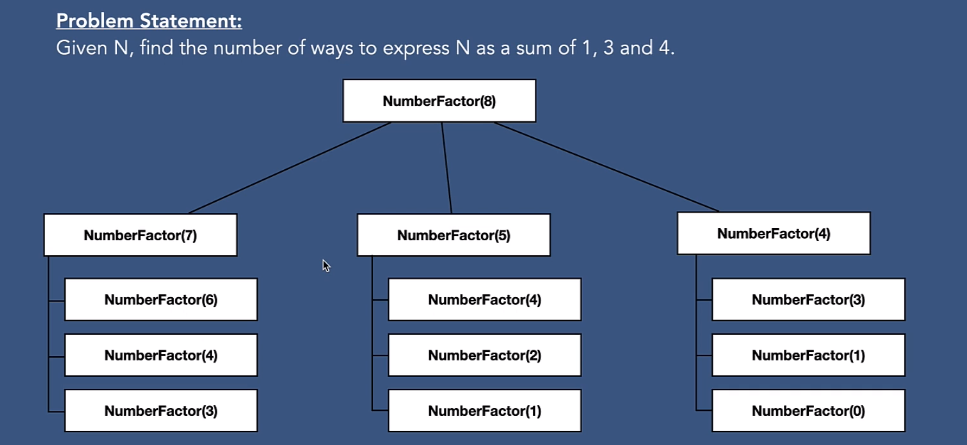 Problem Statement:
Given N, find the number of ways to express N as a sum of 1, 3 and 4.
NumberFactor(8)
NumberFactor(7)
NumberFactor(5)
NumberFactor(4)
NumberFactor(6)
NumberFactor(4)
NumberFactor(3)
NumberFactor(4)
NumberFactor(2)
NumberFactor(1)
NumberFactor(3)
NumberFactor(1)
NumberFactor(0)